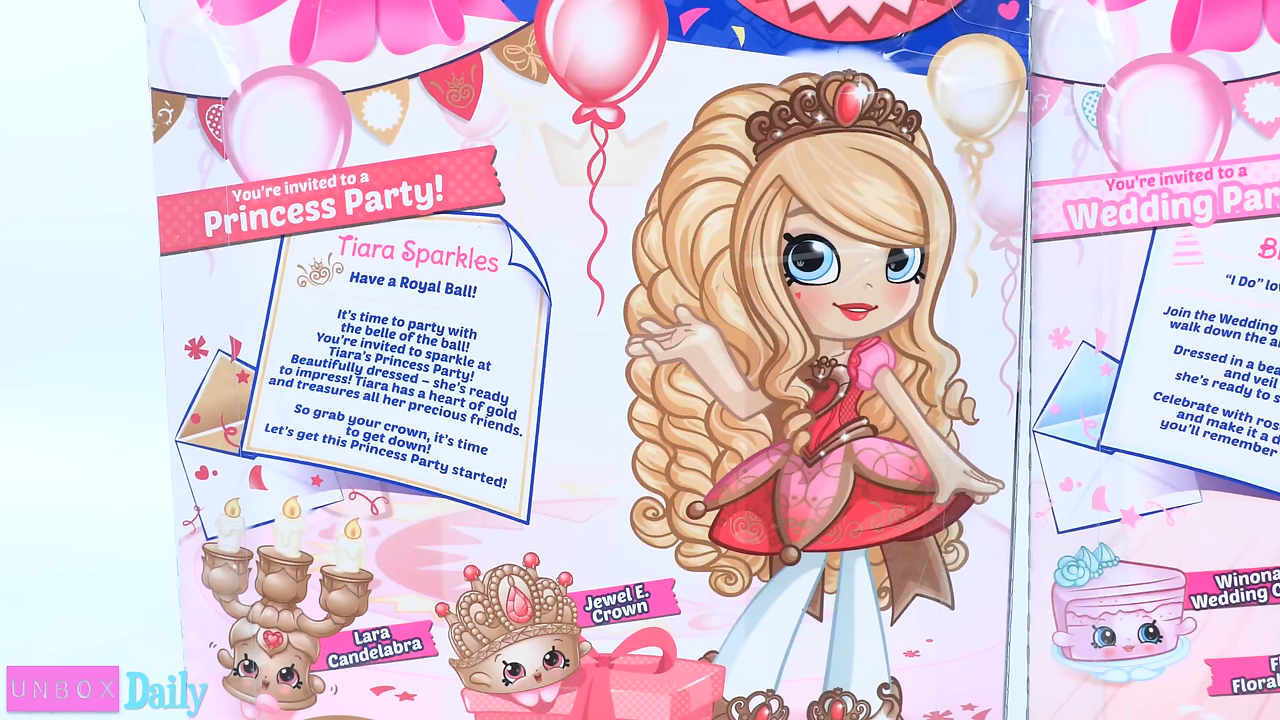 You're invited to a
Princess Party!
Tiara Sparkles
Have a Royal Ball!
It's time to party with
the belle of the ball!
You're invited to sparkle at
Tiara's Princess Party!
Beautifully dressed – she's ready
to impress! Tiara has a heart of gold
and treasures all her precious friends.
So grab your crown, it's time
to get down!
Let's get this Princess Party started!
Lara
Candelabra
Jewel E.
Crown
You're invited to a
Wedding
"I Do"
Join the Wedding
walk down the
Dressed in a
and veil
she's ready to
Celebrate with
and make it a
you'll remember
Winona
Wedding
UNBOX Daily